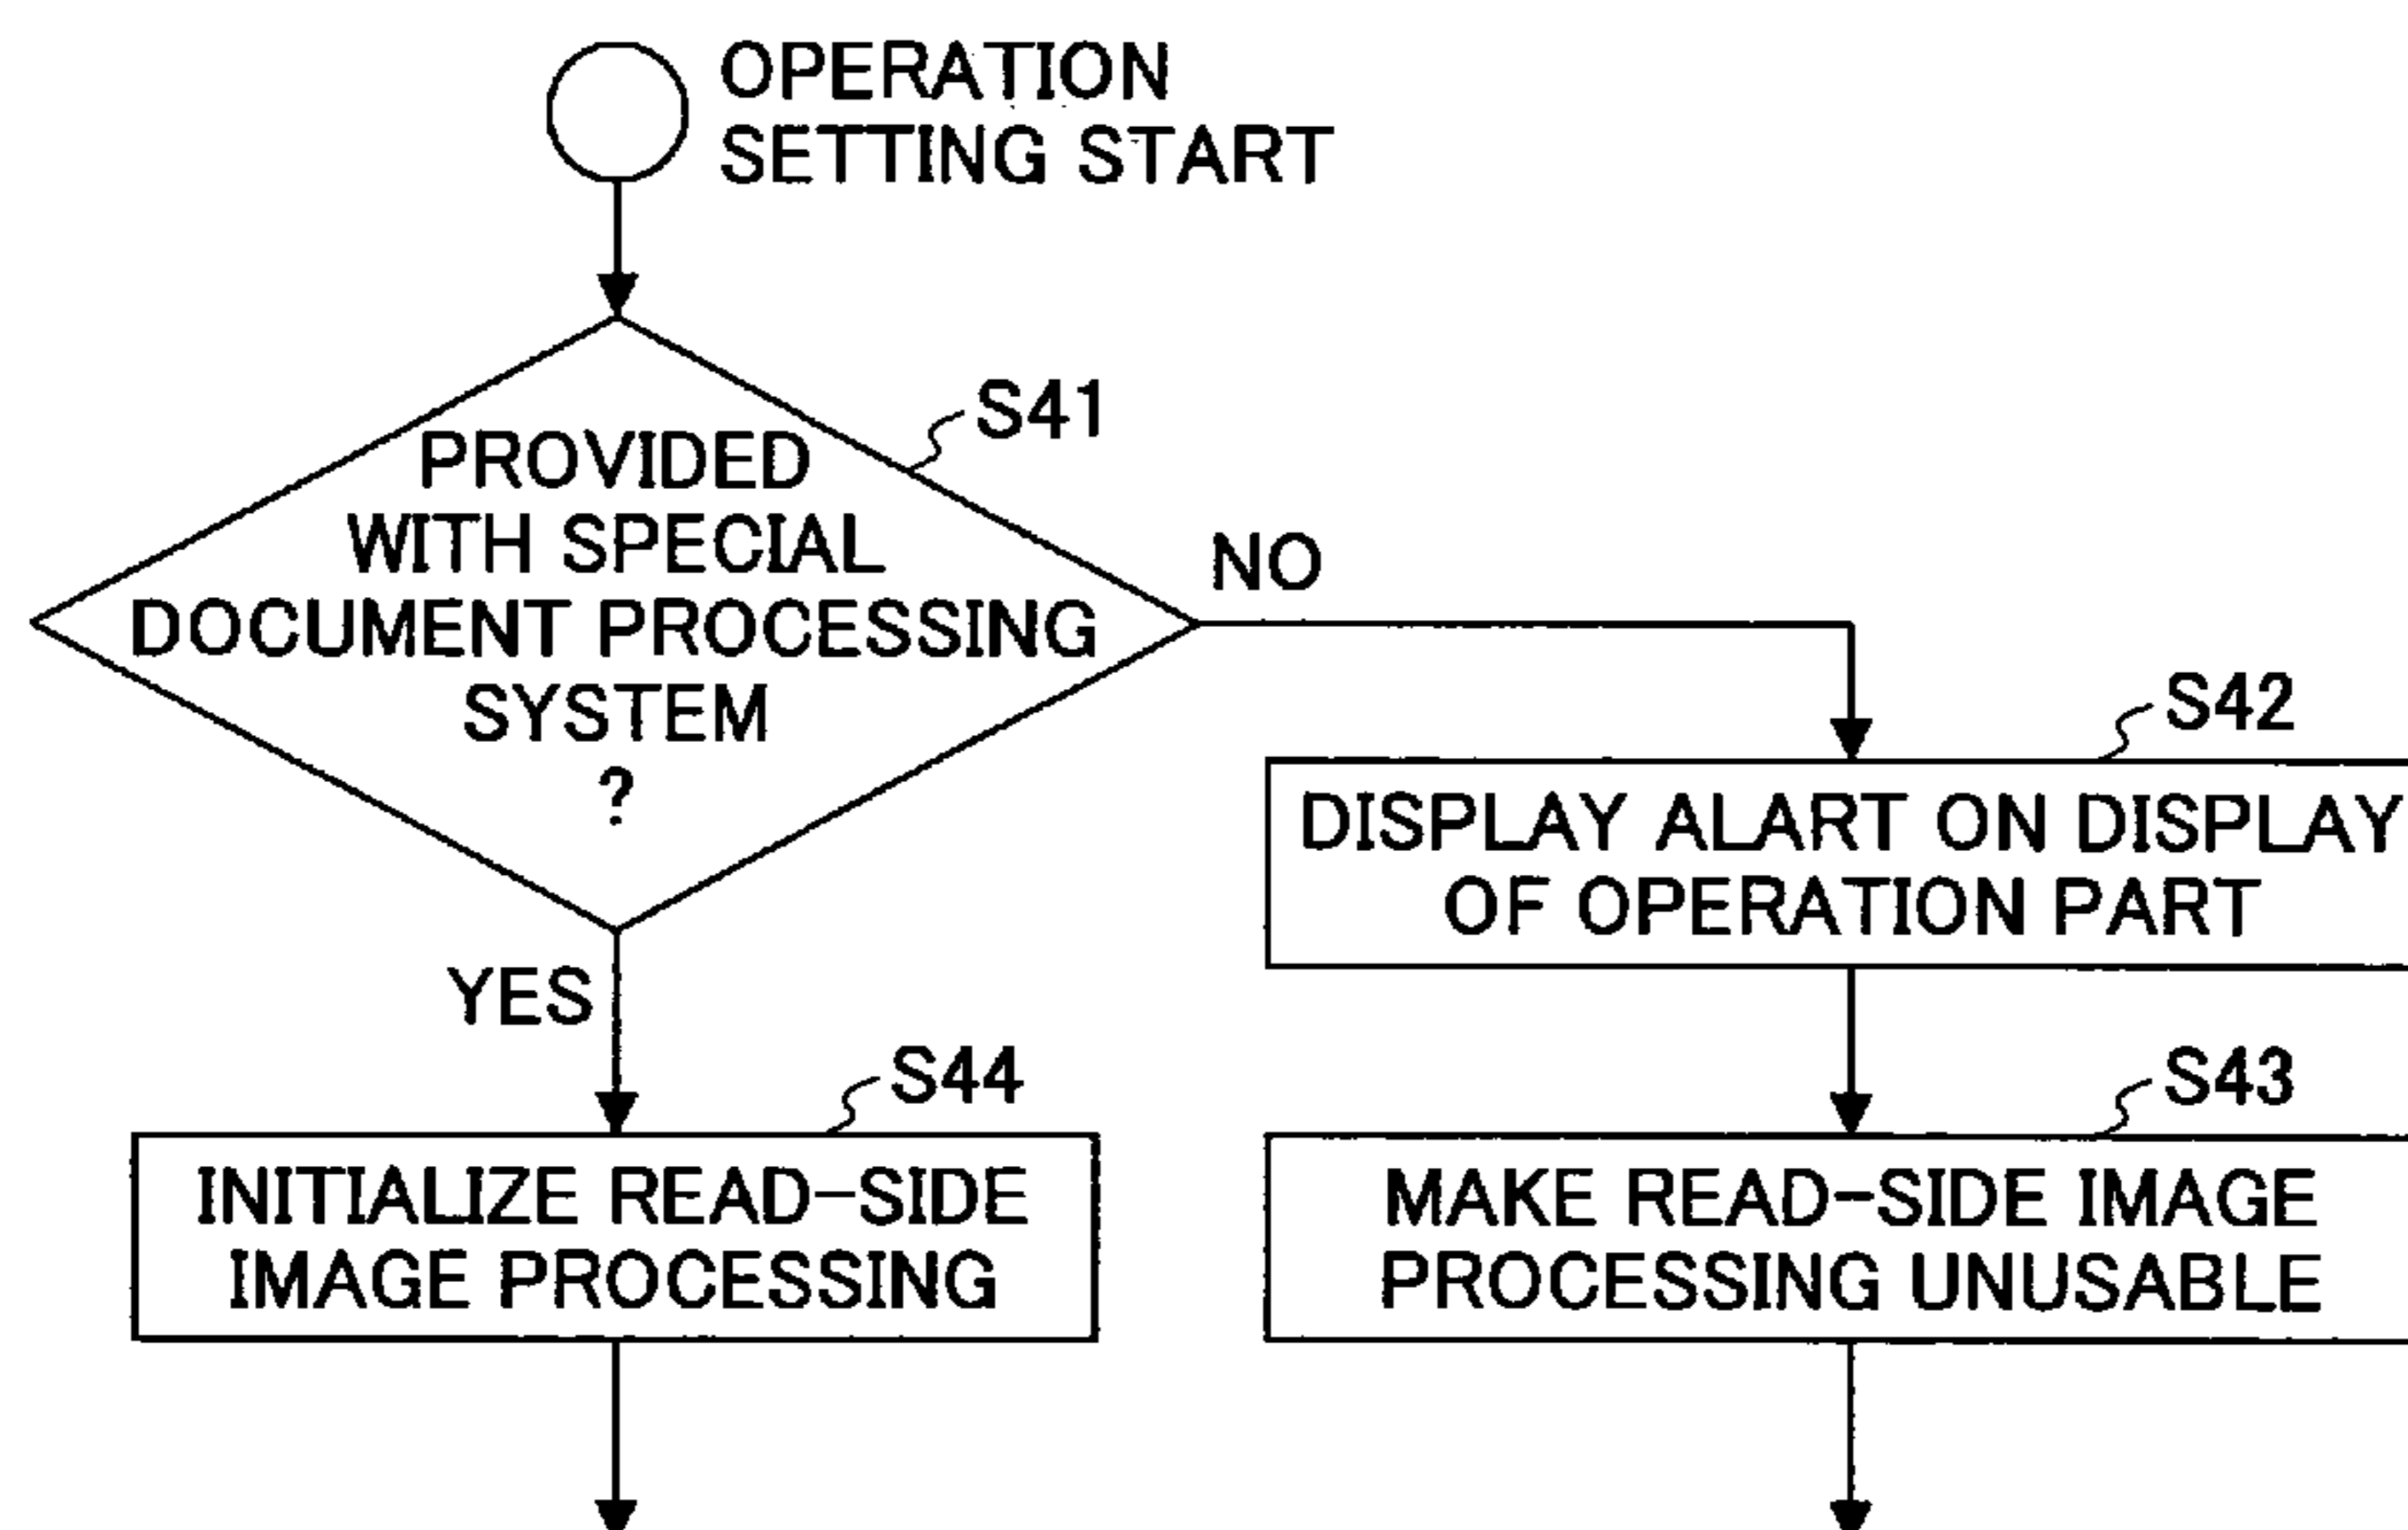 OPERATION
SETTING START
S41
PROVIDED
WITH SPECIAL
DOCUMENT PROCESSING
SYSTEM
?
NO
YES
S42
DISPLAY ALART ON DISPLAY
OF OPERATION PART
S44
INITIALIZE READ-SIDE
IMAGE PROCESSING
S43
MAKE READ-SIDE IMAGE
PROCESSING UNUSABLE